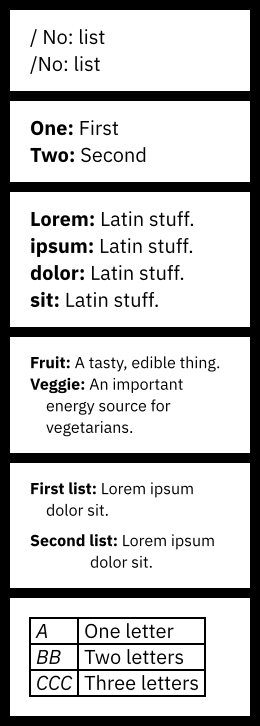 / No: list
/No: list
One: First
Two: Second
Lorem: Latin stuff.
ipsum: Latin stuff.
dolor: Latin stuff.
sit: Latin stuff.
Fruit: A tasty, edible thing.
Veggie: An important
energy source for
vegetarians.
First list: Lorem ipsum
dolor sit.
Second list: Lorem ipsum
dolor sit.
A One letter
BB Two letters
CCC Three letters